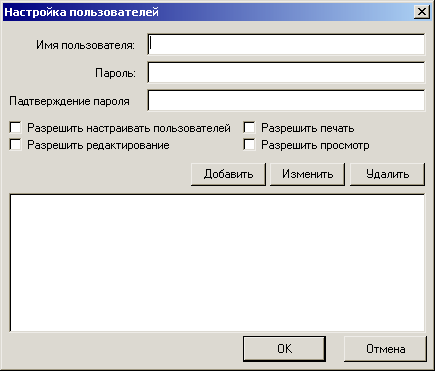 Настройка пользователей
Имя пользователя:
Пароль:
Падтверждение пароля
Разрешить настраивать пользователей Разрешить печать
Разрешить редактирование Разрешить просмотр
Добавить Изменить Удалить
OK Отмена